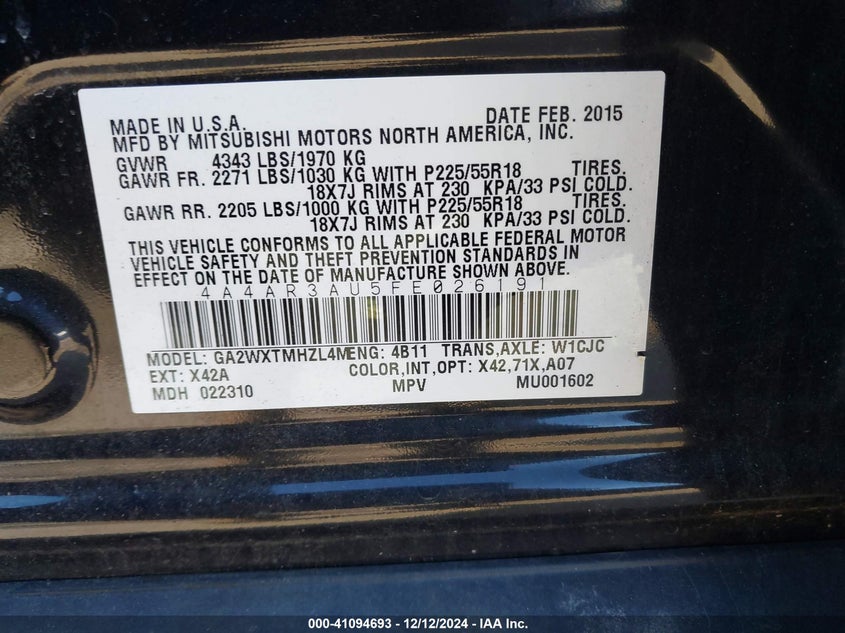 MADE IN U.S.A. DATE FEB. 2015
MFD BY MITSUBISHI MOTORS NORTH AMERICA, INC.
GVWR 4343 LBS/1970 KG
GAWR FR. 2271 LBS/1030 KG WITH P225/55R18 TIRES.
18X7J RIMS AT 230 KPA/33 PSI COLD.
GAWR RR. 2205 LBS/1000 KG WITH P225/55R18 TIRES.
18X7J RIMS AT 230 KPA/33 PSI COLD.
THIS VEHICLE CONFORMS TO ALL APPLICABLE FEDERAL MOTOR
VEHICLE SAFETY AND THEFT PREVENTION STANDARDS IN
EFFECT ON THE DATE OF MANUFACTURE SHOWN ABOVE.
4A4AR3AU5FE026191
MODEL: GA2WXTMHZL4M ENG: 4B11 TRANS,AXLE: W1CJC
EXT: X42A COLOR,INT,OPT: X42,71X,A07
MDH 022310 MPV MU001602
000-41094693 - 12/12/2024 - IAA Inc.